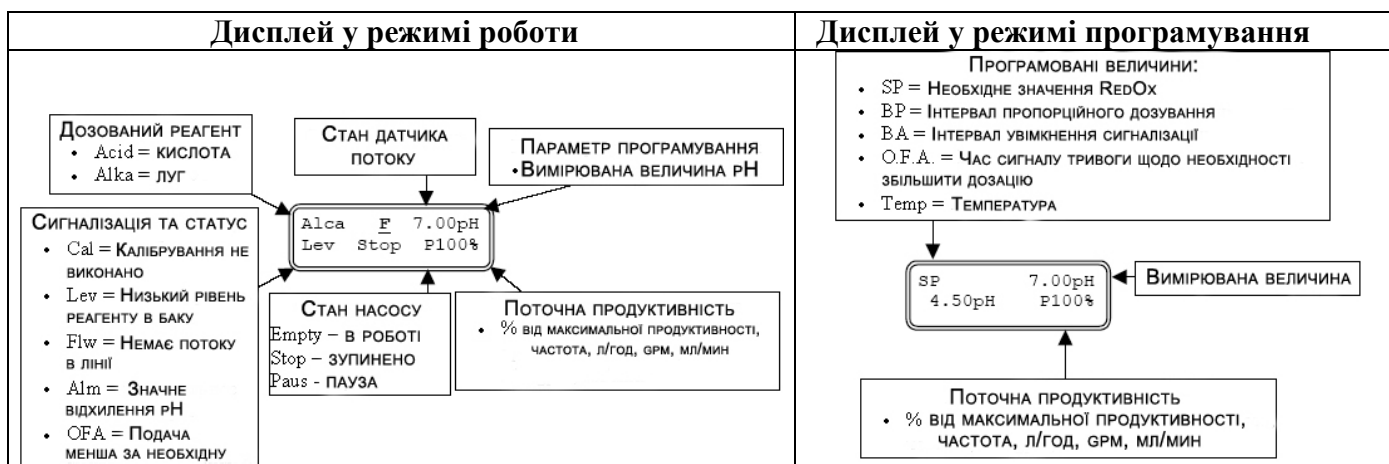 Дисплей у режимі роботи
Дозований реагент
• Acid = кислота
• Alka = луг
Стан датчика
потоку
Параметр програмування
•Вимірювана величина pH
Сигналізація та статус
• Cal = Калібрування не
виконано
• Lev = Низький рівень
реагенту в баку
• Flw = Немає потоку
в лінії
• Alm = Значне
відхилення pH
• OFA = Подача
менша за необхідну
Alca F 7.00pH
Lev Stop P100%
Стан насосу
Empty – в роботі
Stop – зупинено
Paus - пауза
Поточна продуктивність
• % від максимальної продуктивності,
частота, л/год, GPM, мл/мин
Дисплей у режимі програмування
Програмовані величини:
• SP = Необхідне значення RedOx
• BP = Інтервал пропорційного дозування
• BA = Інтервал увімкнення сигналізації
• O.F.A. = Час сигналу тривоги щодо необхідності
збільшити дозацію
• Temp = Температура
SP 7.00pH
4.50pH P100%
Вимірювана величина
Поточна продуктивність
• % від максимальної продуктивності,
частота, л/год, GPM, мл/мин